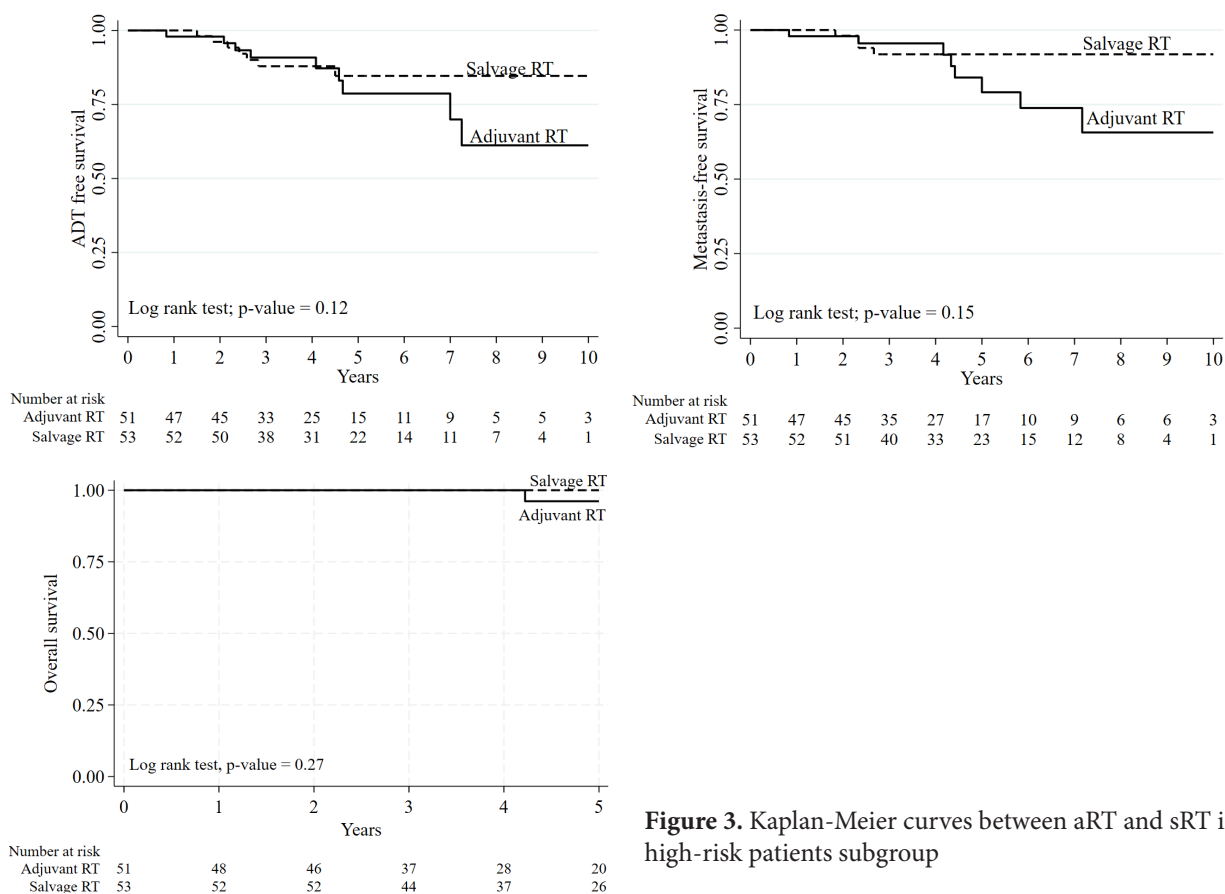 1.00
0.75
0.50
0.25
0.00
ADT free survival
Salvage RT
Adjuvant RT
Log rank test; p-value = 0.12
0 1 2 3 4 5 6 7 8 9 10
Years
Number at risk
Adjuvant RT 51 47 45 33 25 15 11 9 5 5 3
Salvage RT 53 52 50 38 31 22 14 11 7 4 1
1.00
0.75
0.50
0.25
0.00
Metastasis-free survival
Salvage RT
Adjuvant RT
Log rank test; p-value = 0.15
0 1 2 3 4 5 6 7 8 9 10
Years
Number at risk
Adjuvant RT 51 47 45 35 27 17 10 9 6 6 3
Salvage RT 53 52 51 40 33 23 15 12 8 4 1
1.00
0.75
0.50
0.25
0.00
Overall survival
Salvage RT
Adjuvant RT
Log rank test, p-value = 0.27
0 1 2 3 4 5
Years
Number at risk
Adjuvant RT 51 48 46 37 28 20
Salvage RT 53 52 52 44 37 26
Figure 3. Kaplan-Meier curves between aRT and sRT i
high-risk patients subgroup